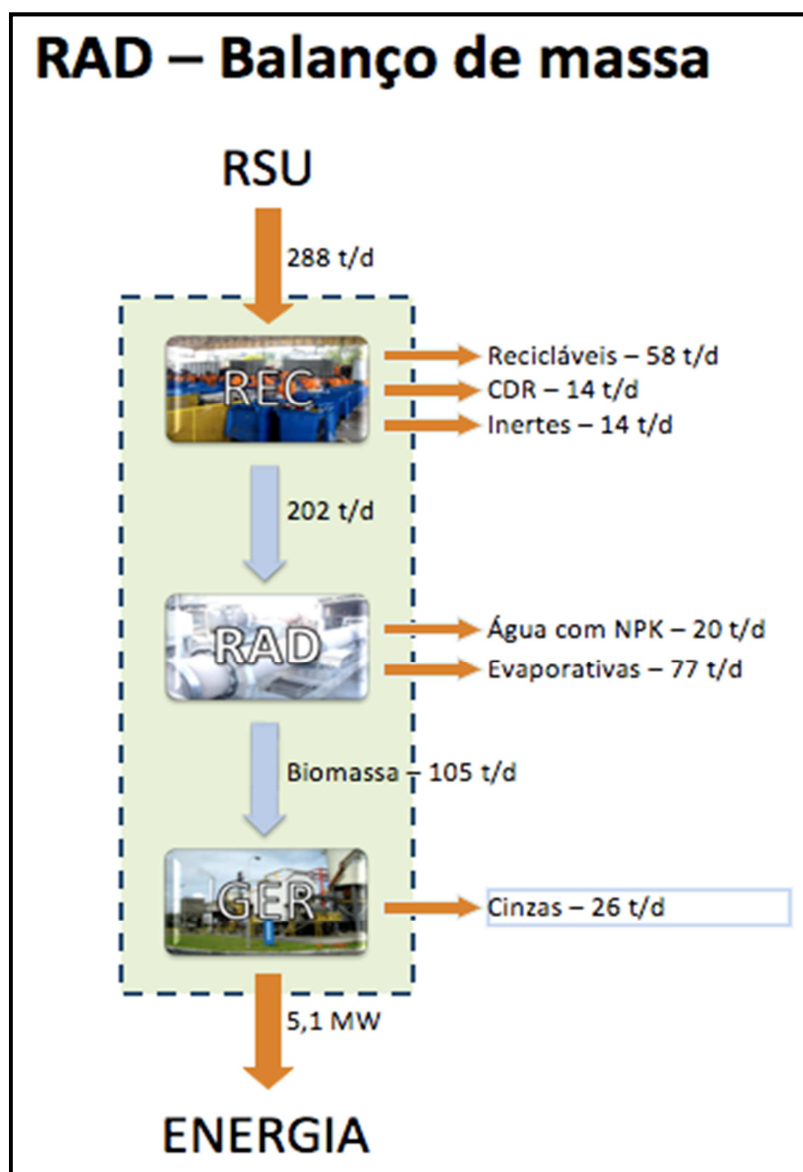 RAD – Balanço de massa
RSU
288 t/d
REC
Recicláveis – 58 t/d
CDR – 14 t/d
Inertes – 14 t/d
202 t/d
RAD
Água com NPK – 20 t/d
Evaporativas – 77 t/d
Biomassa – 105 t/d
GER
Cinzas – 26 t/d
5,1 MW
ENERGIA